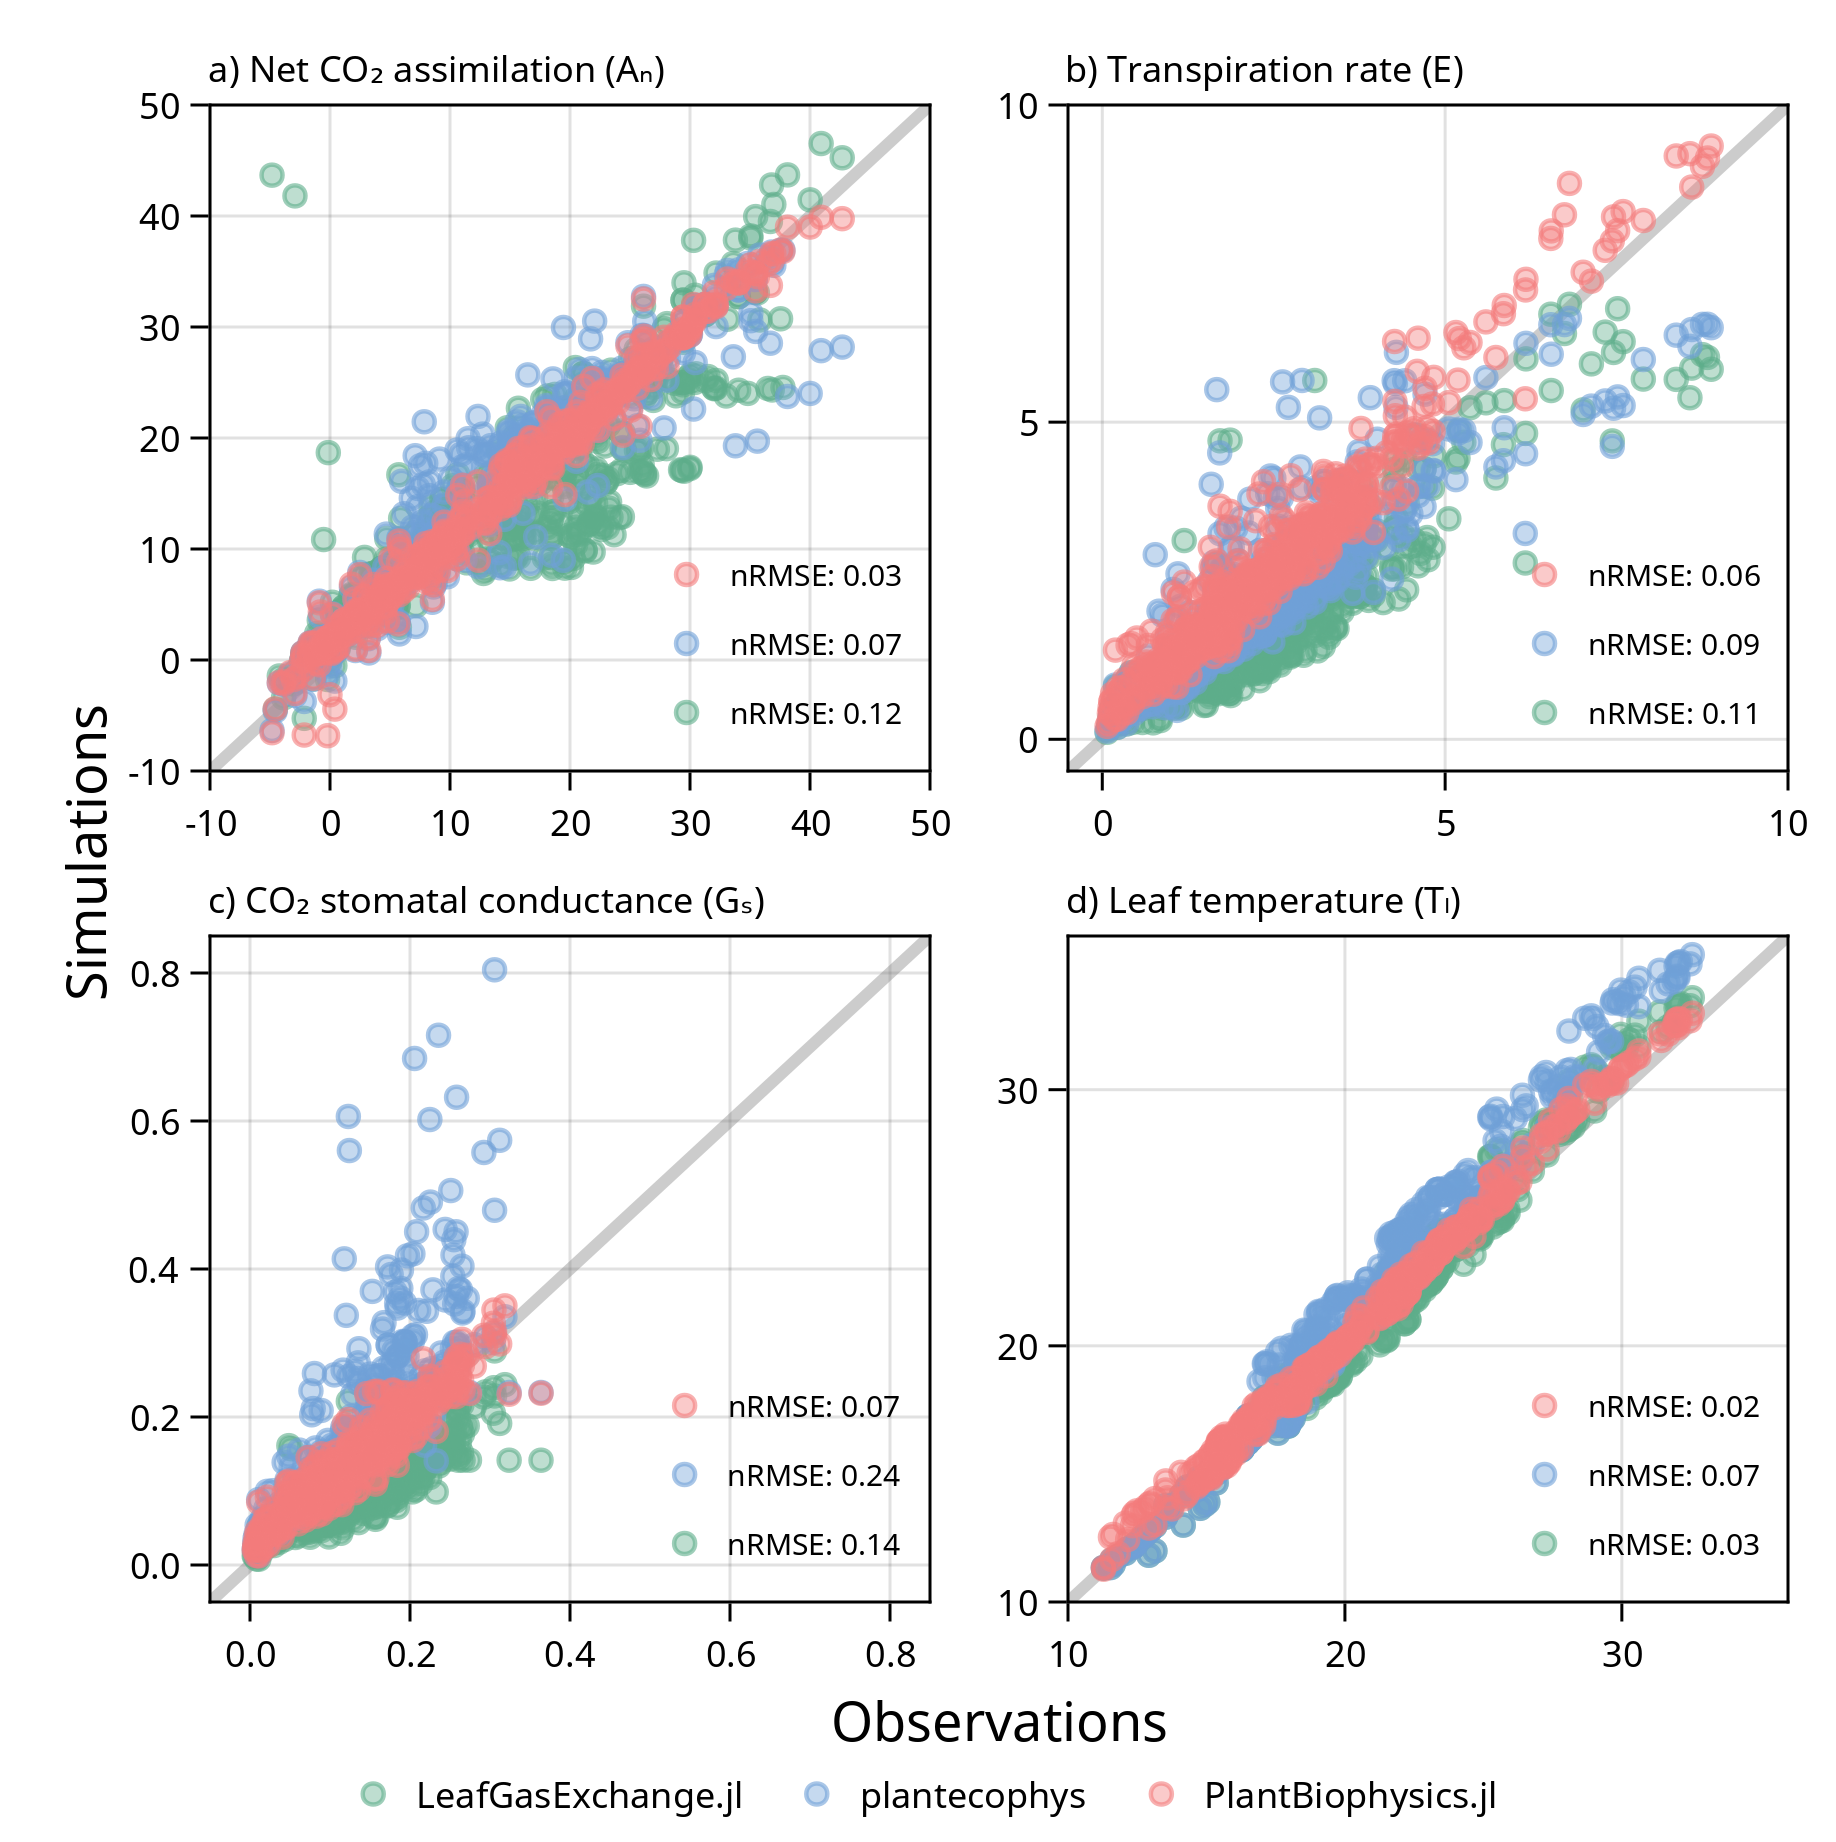 a) Net CO₂ assimilation (Aₙ)
50
40
30
20
10
0
-10
-10 0 10 20 30 40 50
nRMSE: 0.03
nRMSE: 0.07
nRMSE: 0.12
b) Transpiration rate (E)
10
5
0
0 5 10
nRMSE: 0.06
nRMSE: 0.09
nRMSE: 0.11
Simulations
c) CO₂ stomatal conductance (Gₛ)
0.8
0.6
0.4
0.2
0.0
0.0 0.2 0.4 0.6 0.8
nRMSE: 0.07
nRMSE: 0.24
nRMSE: 0.14
d) Leaf temperature (Tₗ)
30
20
10
10 20 30
nRMSE: 0.02
nRMSE: 0.07
nRMSE: 0.03
Observations
LeafGasExchange.jl plantecophys PlantBiophysics.jl